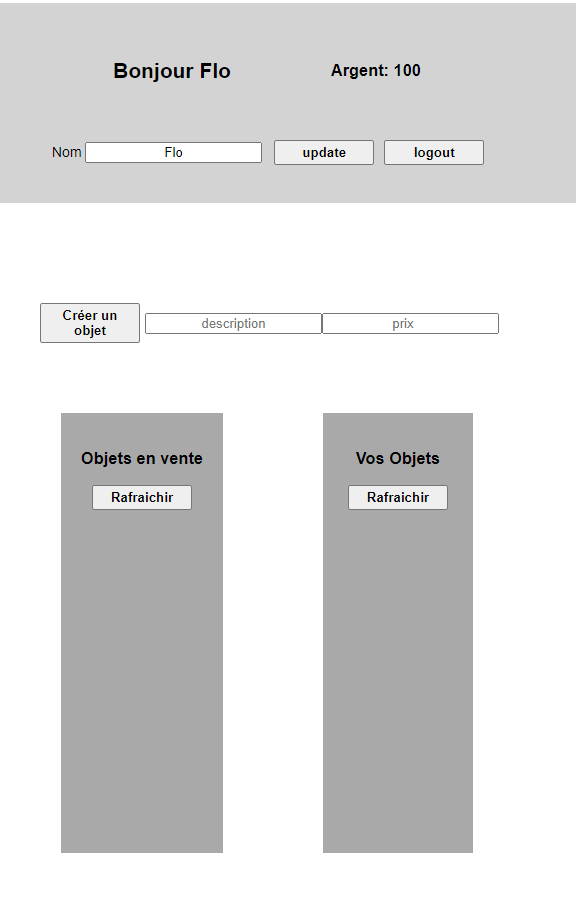 Bonjour Flo
Argent: 100
Nom Flo update logout
Créer un
objet
description prix
Objets en vente
Vos Objets
Rafraichir
Rafraichir